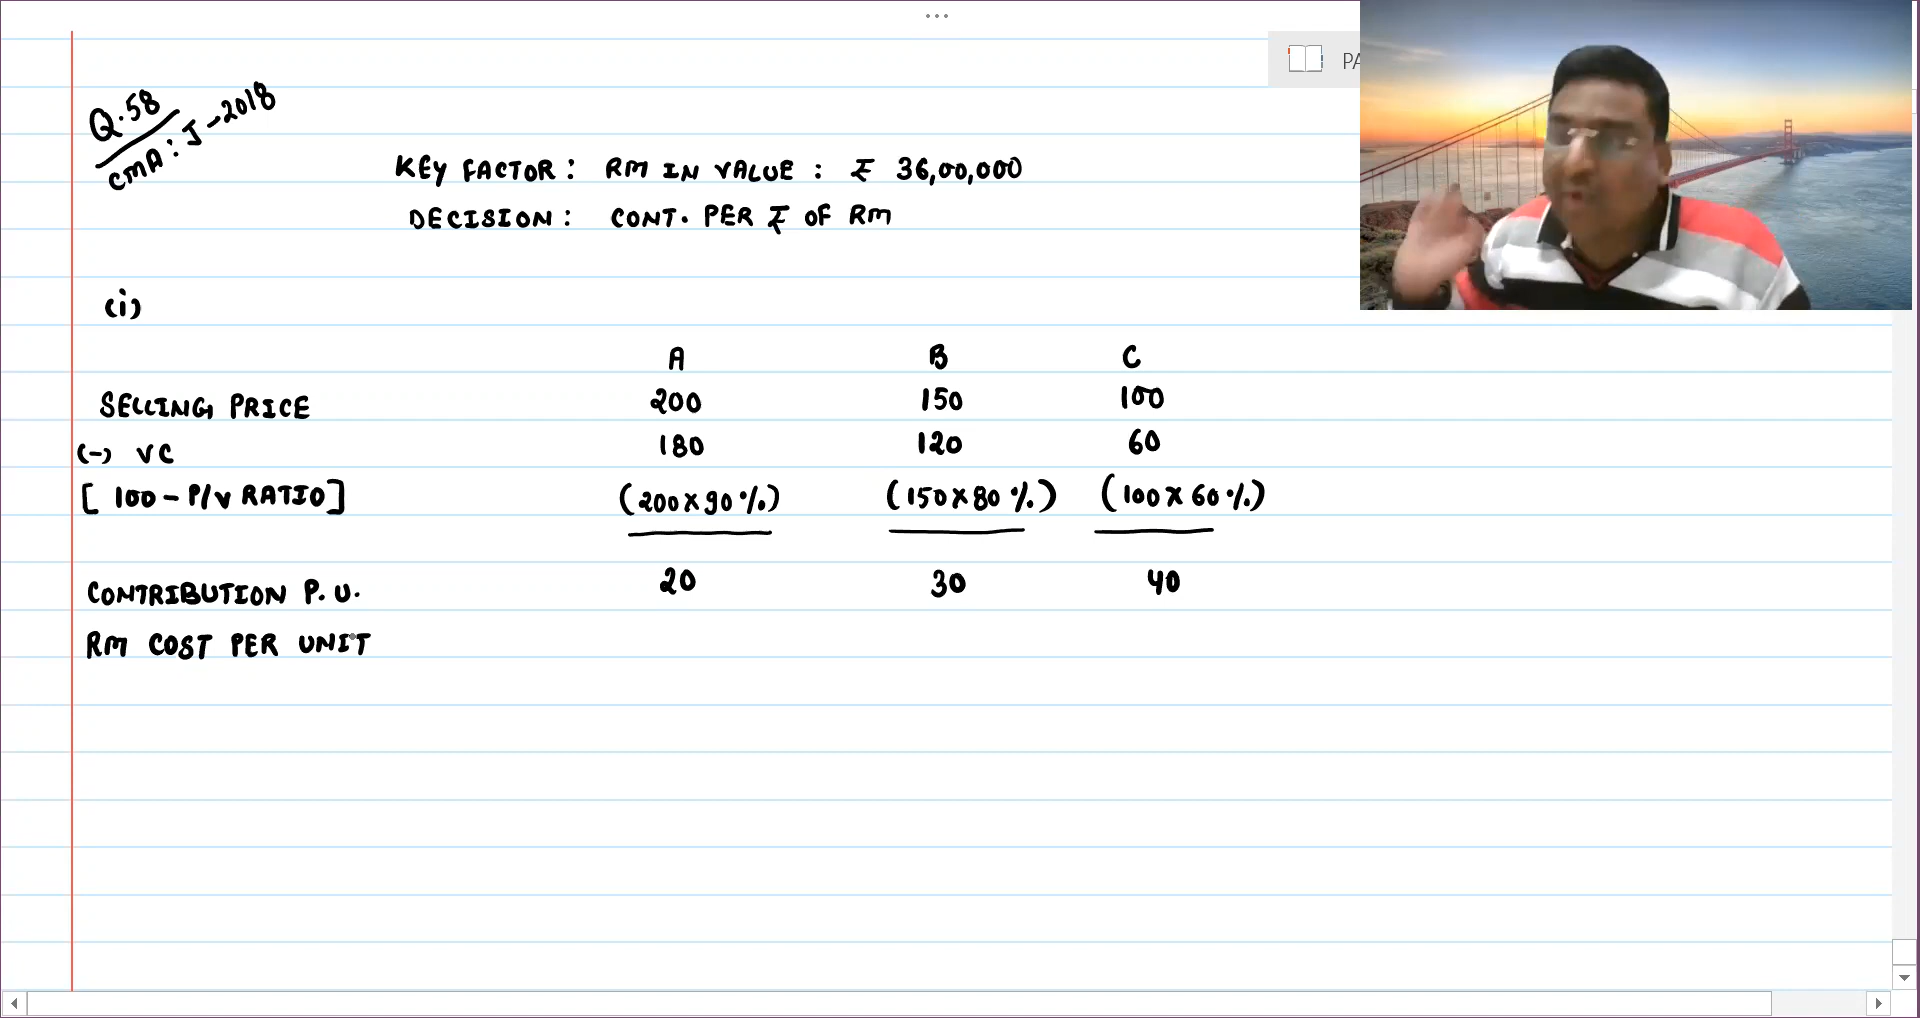 PA
Q.58
CMA: J-2018
KEY FACTOR: RM IN VALUE: ₹ 36,00,000
DECISION: CONT. PER ₹ OF RM
(i)
A B C
SELLING PRICE 200 150 100
(-) VC 180 120 60
[100 - P/V RATIO] (200 X 90%) (150 X 80%) (100 X 60%)
CONTRIBUTION P.U. 20 30 40
RM COST PER UNIT